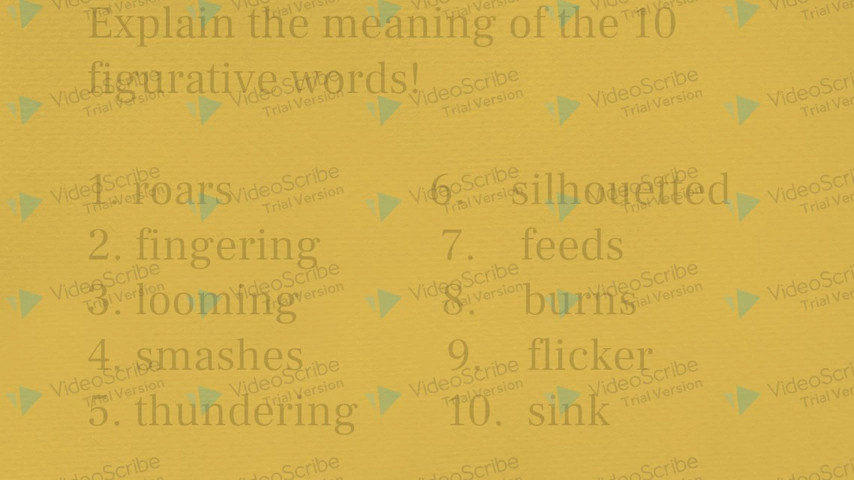 Explain the meaning of the 10
figurative words!
1. roars
2. fingering
3. looming
4. smashes
5. thundering
6. silhouetted
7. feeds
8. burns
9. flicker
10. sink
VideoScribe
Trial Version